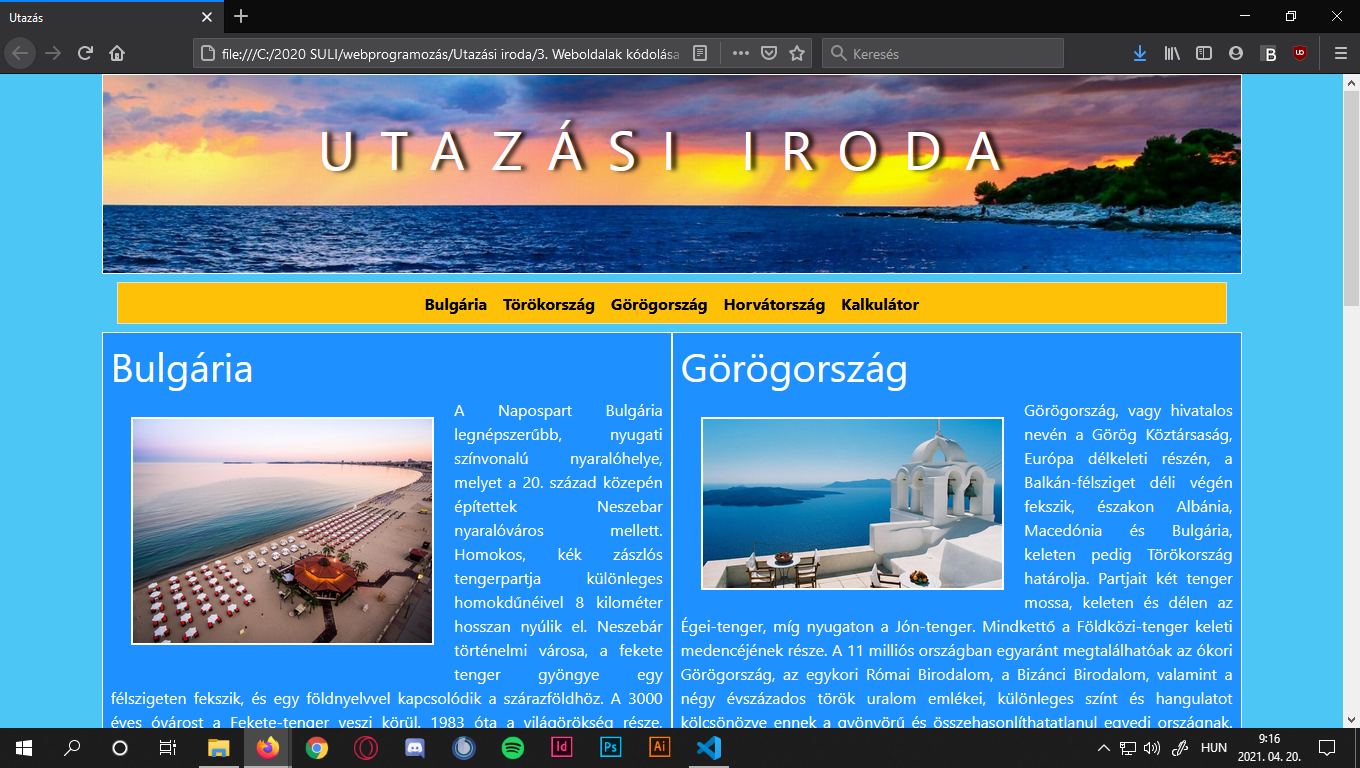 Utazás
file:///C:/2020 SULI/webprogramozás/Utazási iroda/3. Weboldalak kódolása
Keresés
UTAZÁSI IRODA
Bulgária Törökország Görögország Horvátország Kalkulátor
Bulgária
A Napospart Bulgária
legnépszerűbb, nyugati
színvonalú nyaralóhelye,
melyet a 20. század közepén
építettek Neszebar
nyaralóváros mellett.
Homokos, kék zászlós
tengerpartja különleges
homokdűnéivel 8 kilométer
hosszan nyúlik el. Neszebár
történelmi városa, a fekete
tenger gyöngye egy
félszigeten fekszik, és egy földnyelvvel kapcsolódik a szárazföldhöz. A 3000
éves óvárost a Fekete-tenger veszi körül. 1983 óta a világörökség része.
Görögország
Görögország, vagy hivatalos
nevén a Görög Köztársaság,
Európa délkeleti részén, a
Balkán-félsziget déli végén
fekszik, északon Albánia,
Macedónia és Bulgária,
keleten pedig Törökország
határolja. Partjait két tenger
mossa, keleten és délen az
Égei-tenger, míg nyugaton a Jón-tenger. Mindkettő a Földközi-tenger keleti
medencéjének része. A 11 milliós országban egyaránt megtalálhatóak az ókori
Görögország, az egykori Római Birodalom, a Bizánci Birodalom, valamint a
négy évszázados török uralom emlékei, különleges színt és hangulatot
kölcsönözve ennek a gyönyörű és összehasonlíthatatlanul egyedi országnak.
Id
Ps
Ai
HUN
9:16
2021. 04. 20.